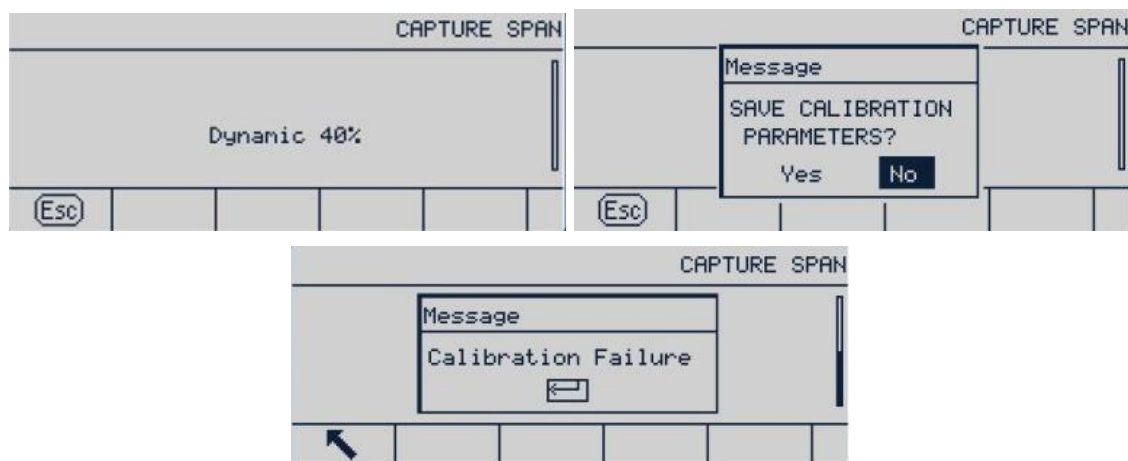 CAPTURE SPAN
Dynamic 40%
Esc
CAPTURE SPAN
Message
SAVE CALIBRATION
PARAMETERS?
Yes No
Esc
CAPTURE SPAN
Message
Calibration Failure